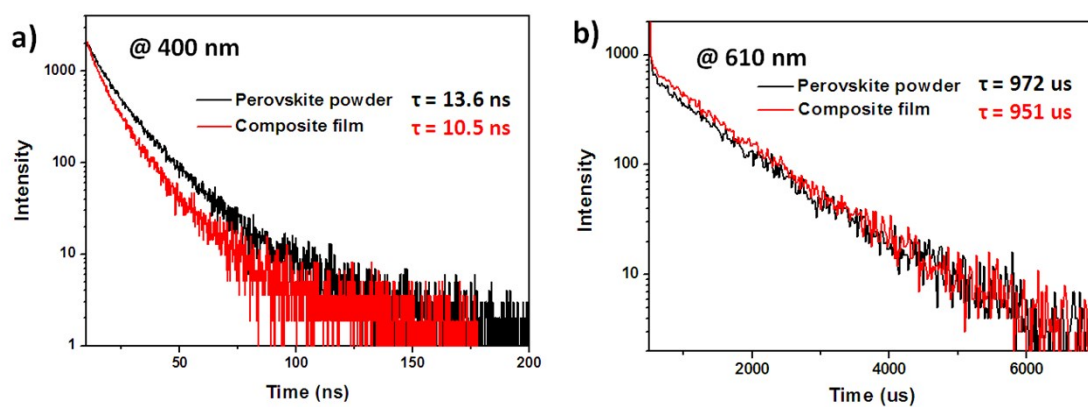 a)
@ 400 nm
Perovskite powder τ = 13.6 ns
Composite film τ = 10.5 ns
Intensity
1000
100
10
1
50 100 150 200
Time (ns)
b)
@ 610 nm
Perovskite powder τ = 972 us
Composite film τ = 951 us
Intensity
1000
100
10
2000 4000 6000
Time (us)